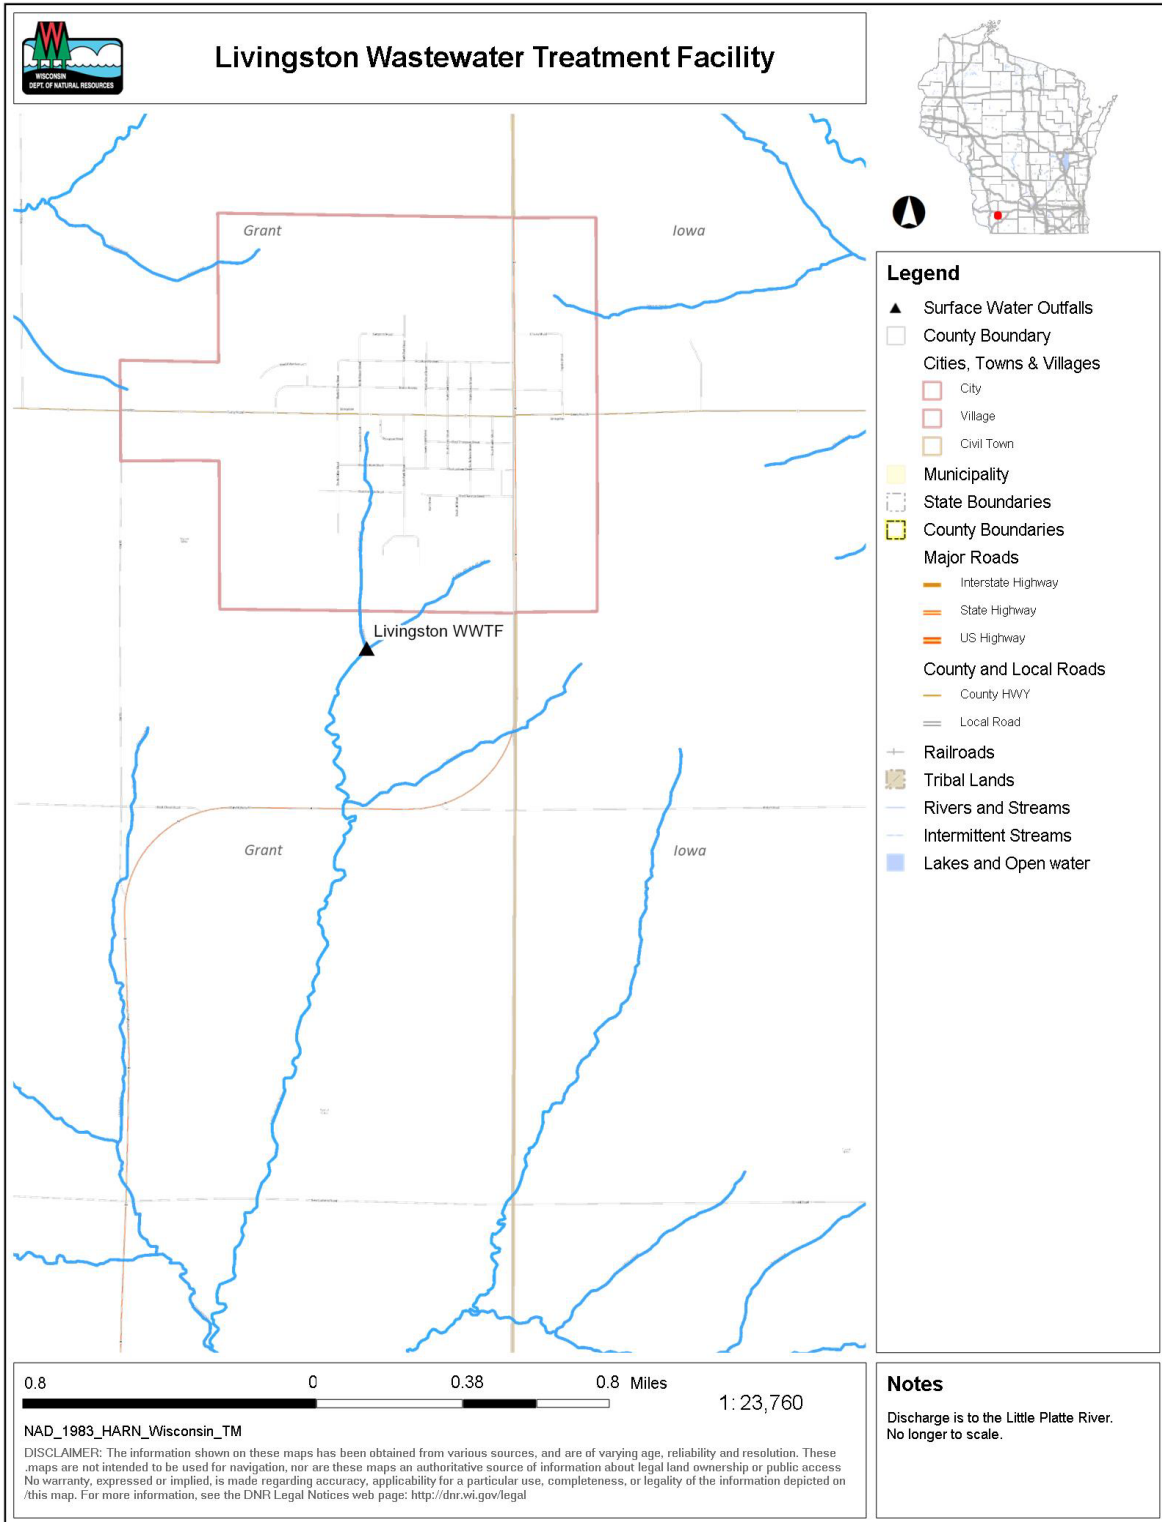 WISCONSIN
DEPT. OF NATURAL RESOURCES
Livingston Wastewater Treatment Facility
Grant
Iowa
Livingston WWTF
Grant
Iowa
Legend
Surface Water Outfalls
County Boundary
Cities, Towns & Villages
City
Village
Civil Town
Municipality
State Boundaries
County Boundaries
Major Roads
Interstate Highway
State Highway
US Highway
County and Local Roads
County HWY
Local Road
Railroads
Tribal Lands
Rivers and Streams
Intermittent Streams
Lakes and Open water
0.8 0 0.38 0.8 Miles
1: 23,760
NAD_1983_HARN_Wisconsin_TM
DISCLAIMER: The information shown on these maps has been obtained from various sources, and are of varying age, reliability and resolution. These
.maps are not intended to be used for navigation, nor are these maps an authoritative source of information about legal land ownership or public access
No warranty, expressed or implied, is made regarding accuracy, applicability for a particular use, completeness, or legality of the information depicted on
/this map. For more information, see the DNR Legal Notices web page: http://dnr.wi.gov/legal
Notes
Discharge is to the Little Platte River.
No longer to scale.